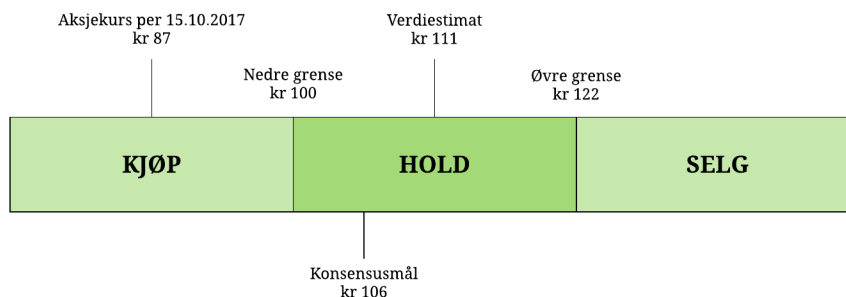 Aksjekurs per 15.10.2017
kr 87
Verdiestimat
kr 111
Nedre grense
kr 100
Øvre grense
kr 122
KJØP
HOLD
SELG
Konsensusmål
kr 106